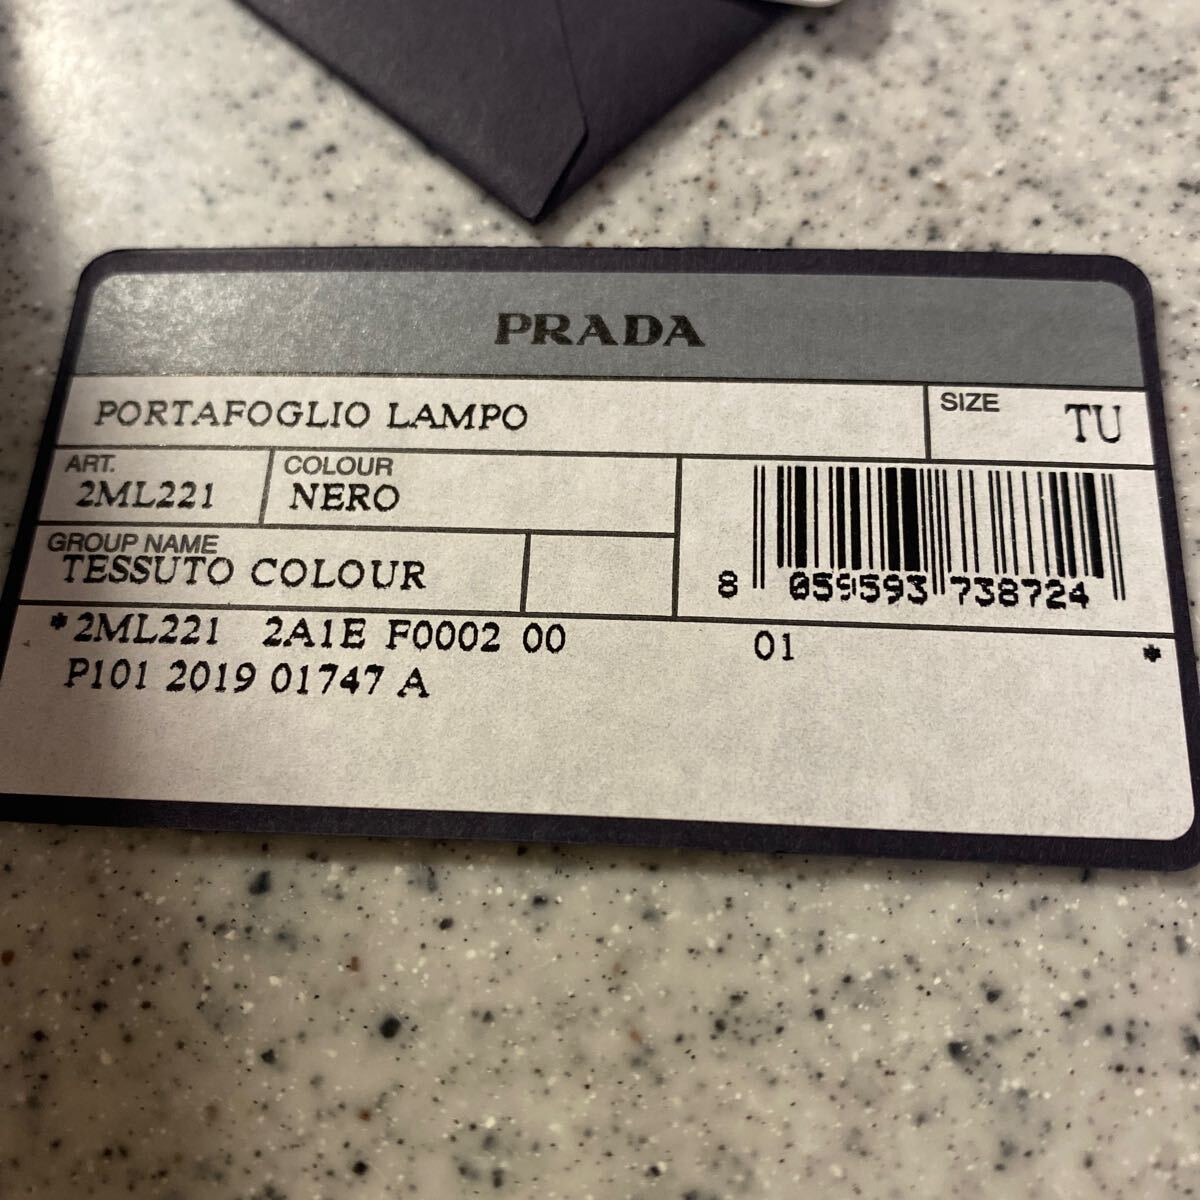 PRADA
PORTAFOGLIO LAMPO
SIZE TU
ART. 2ML221
COLOUR NERO
GROUP NAME
TESSUTO COLOUR
8 059593 738724
*2ML221 2A1E F0002 00 01 *
P101 2019 01747 A